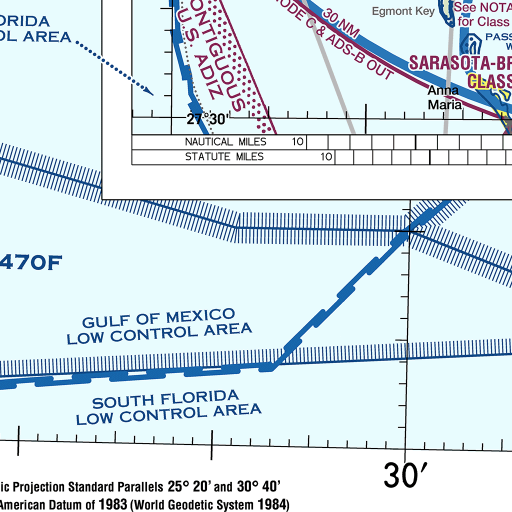 Egmont Key
See NOTA
for Class
ORIDA
OL AREA
CONTIGUOUS
U S ADIZ
30 NM
MODE C & ADS-B OUT
PASS
SARASOTA-BR
CLASS
Anna
Maria
27°30'
NAUTICAL MILES 10
STATUTE MILES 10
470F
GULF OF MEXICO
LOW CONTROL AREA
SOUTH FLORIDA
LOW CONTROL AREA
30'
ic Projection Standard Parallels 25° 20' and 30° 40'
American Datum of 1983 (World Geodetic System 1984)